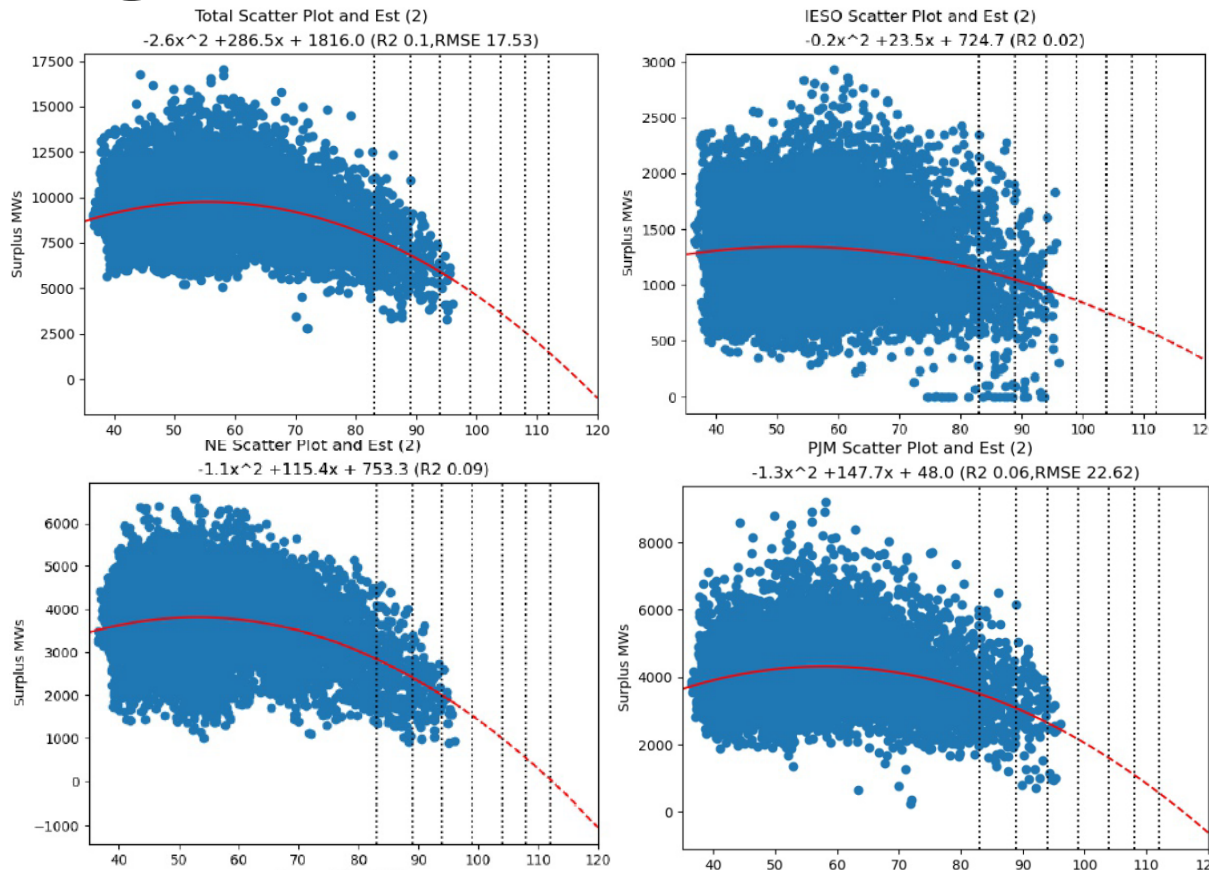 Total Scatter Plot and Est (2)
-2.6x^2 +286.5x + 1816.0 (R2 0.1,RMSE 17.53)
17500
15000
12500
10000
7500
5000
2500
0
Surplus MWs
40 50 60 70 80 90 100 110 120
IESO Scatter Plot and Est (2)
-0.2x^2 +23.5x + 724.7 (R2 0.02)
3000
2500
2000
1500
1000
500
0
Surplus MWs
40 50 60 70 80 90 100 110 120
NE Scatter Plot and Est (2)
-1.1x^2 +115.4x + 753.3 (R2 0.09)
6000
5000
4000
3000
2000
1000
0
−1000
Surplus MWs
40 50 60 70 80 90 100 110 120
PJM Scatter Plot and Est (2)
-1.3x^2 +147.7x + 48.0 (R2 0.06,RMSE 22.62)
8000
6000
4000
2000
0
Surplus MWs
40 50 60 70 80 90 100 110 120